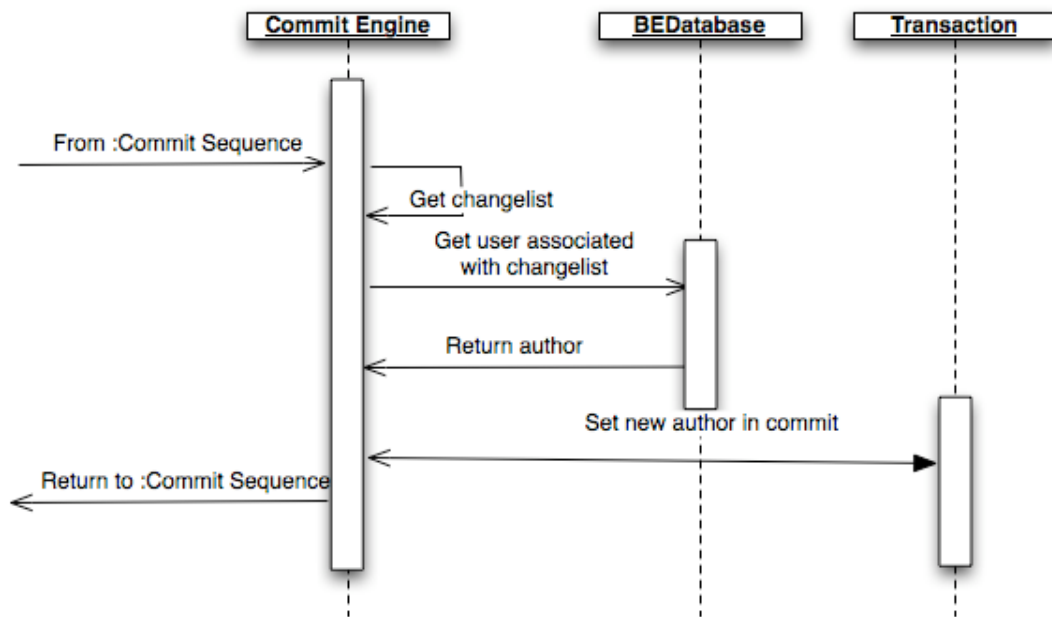 Commit Engine
BEDatabase
Transaction
From :Commit Sequence
Get changelist
Get user associated
with changelist
Return author
Set new author in commit
Return to :Commit Sequence